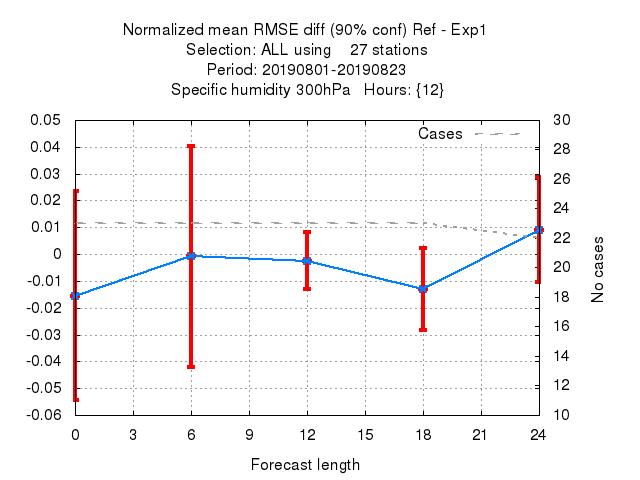 Normalized mean RMSE diff (90% conf) Ref - Exp1
Selection: ALL using 27 stations
Period: 20190801-20190823
Specific humidity 300hPa Hours: {12}
Cases
0.05
0.04
0.03
0.02
0.01
0
-0.01
-0.02
-0.03
-0.04
-0.05
-0.06
30
28
26
24
22
20
18
16
14
12
10
No cases
0 3 6 9 12 15 18 21 24
Forecast length